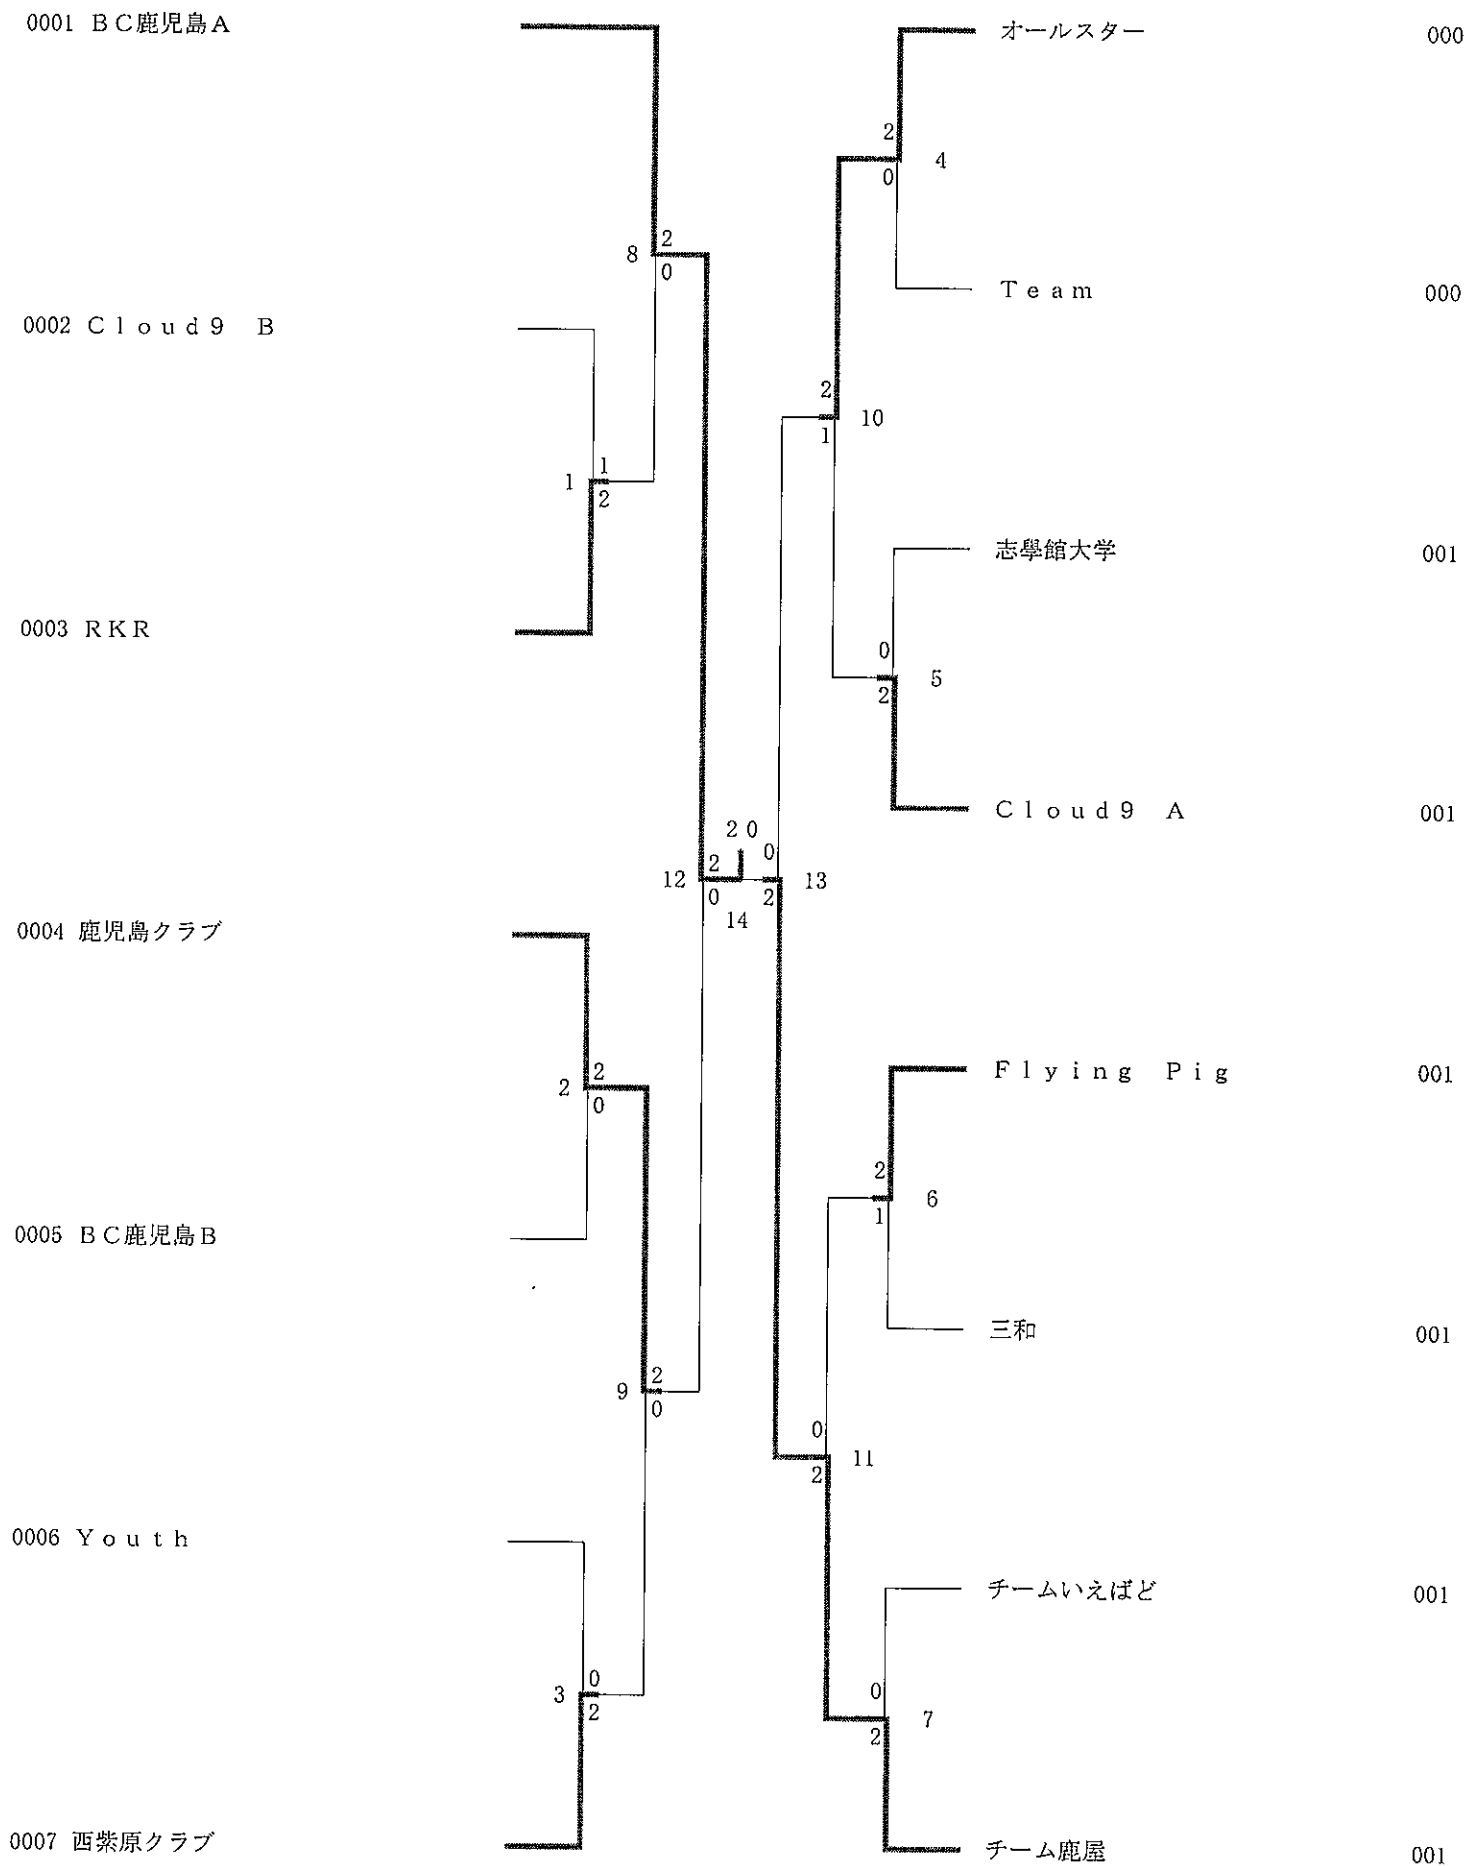 0001 BC鹿児島A
オールスター 000
2
4
0
2
8
0
Team 000
0002 Cloud9 B
2
10
1
1
1
2
志學館大学 001
0003 RKR
0
5
2
Cloud9 A 001
2 0
0
2
12
13
0
2
14
0004 鹿児島クラブ
Flying Pig 001
2
2
0
2
6
1
0005 BC鹿児島B
三和 001
2
9
0
0
11
2
0006 Youth
チームいえばど 001
0
3
2
0
7
2
0007 西紫原クラブ
チーム鹿屋 001